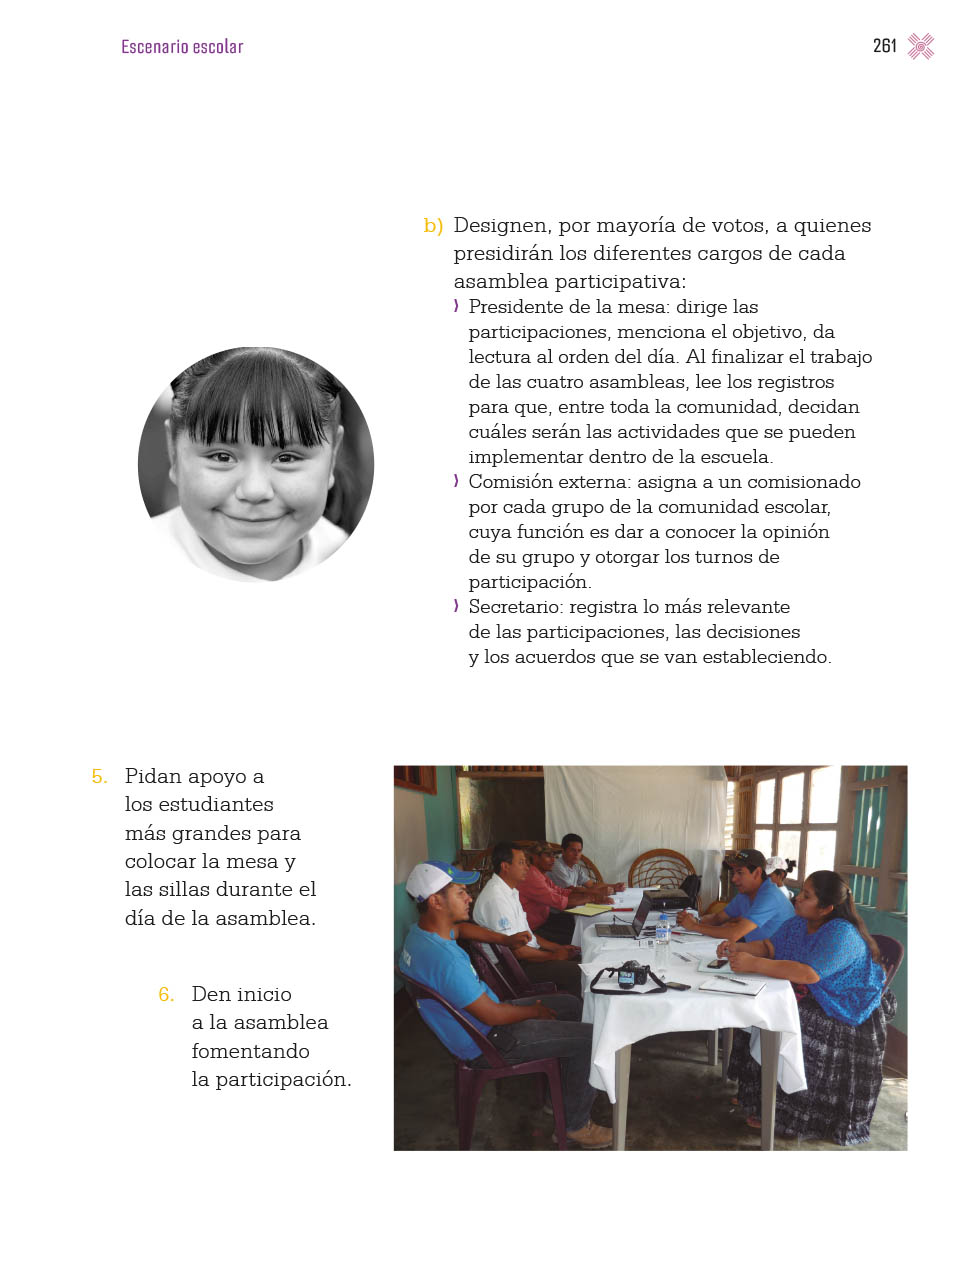 Escenario escolar
261
b) Designen, por mayoría de votos, a quienes
presidirán los diferentes cargos de cada
asamblea participativa:
⟩ Presidente de la mesa: dirige las
participaciones, menciona el objetivo, da
lectura al orden del día. Al finalizar el trabajo
de las cuatro asambleas, lee los registros
para que, entre toda la comunidad, decidan
cuáles serán las actividades que se pueden
implementar dentro de la escuela.
⟩ Comisión externa: asigna a un comisionado
por cada grupo de la comunidad escolar,
cuya función es dar a conocer la opinión
de su grupo y otorgar los turnos de
participación.
⟩ Secretario: registra lo más relevante
de las participaciones, las decisiones
y los acuerdos que se van estableciendo.
5. Pidan apoyo a
los estudiantes
más grandes para
colocar la mesa y
las sillas durante el
día de la asamblea.
6. Den inicio
a la asamblea
fomentando
la participación.